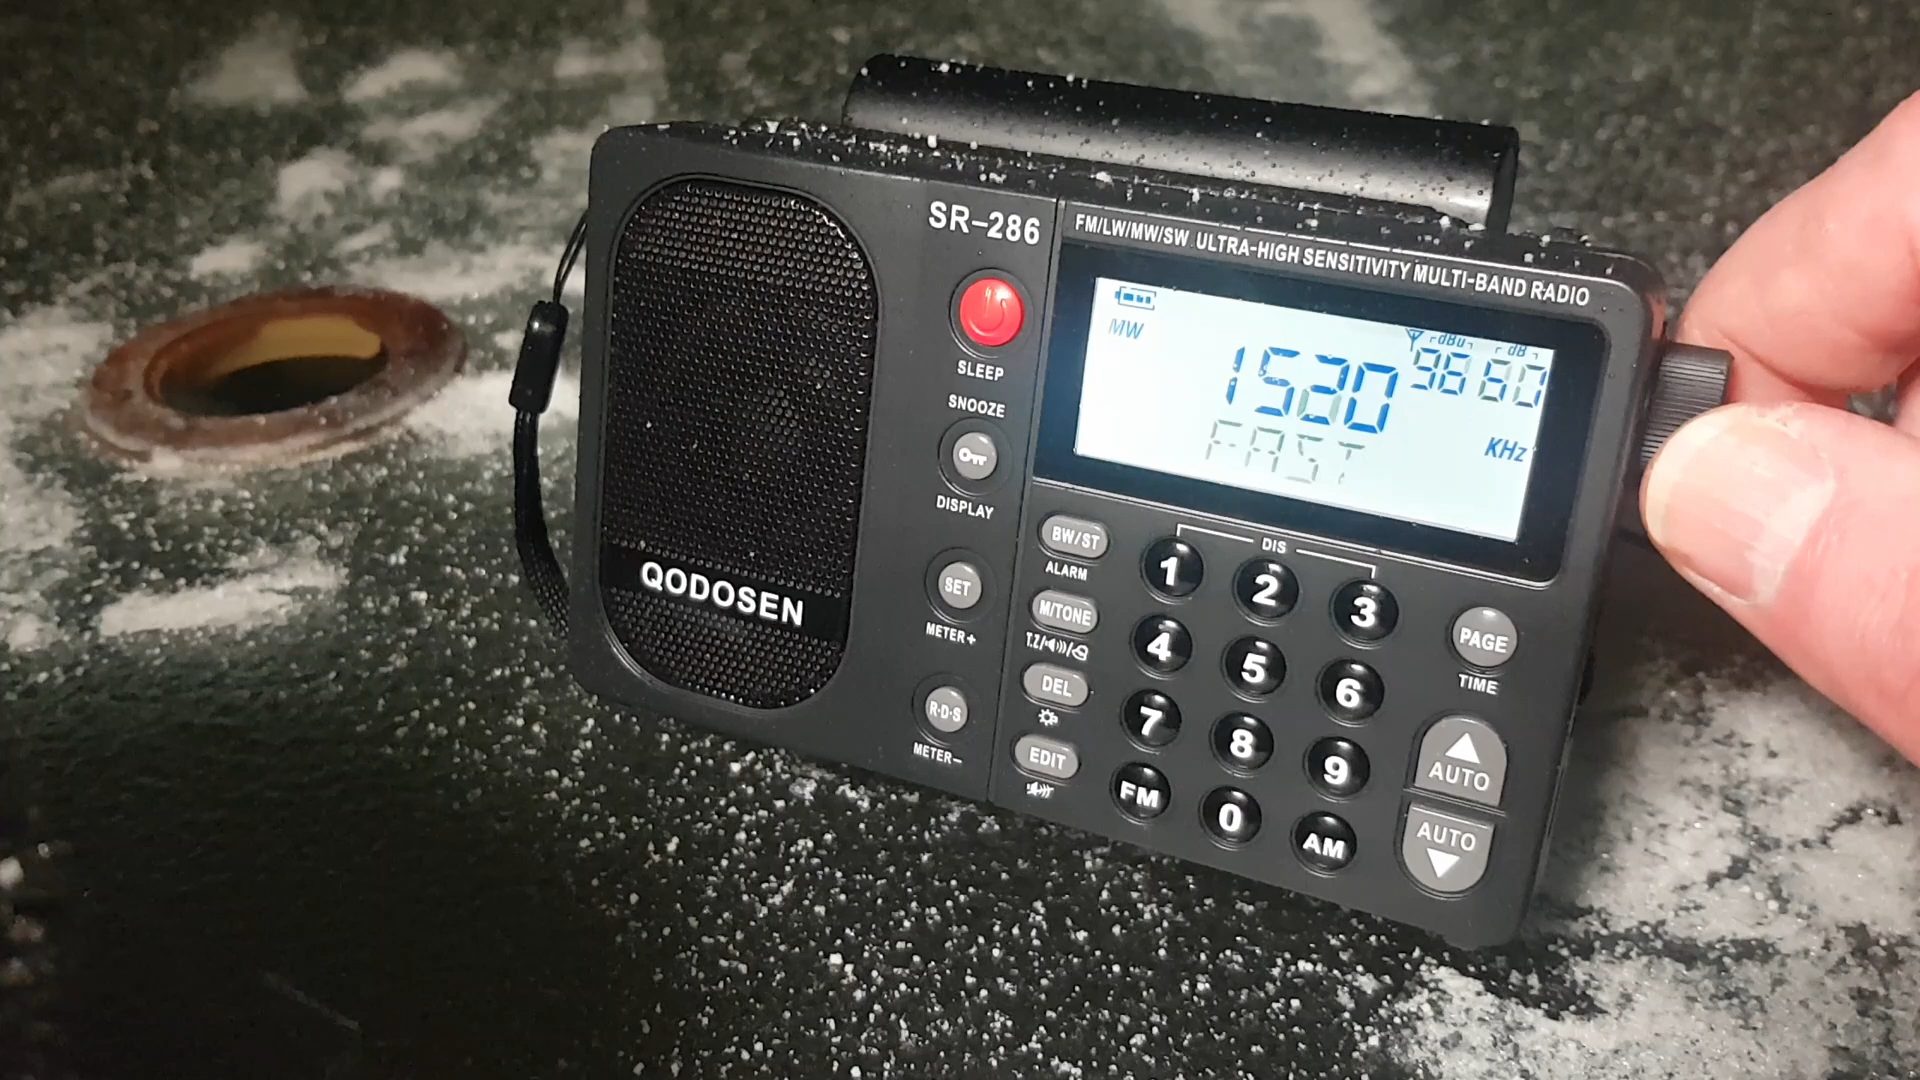 SR-286
FM/LW/MW/SW ULTRA-HIGH SENSITIVITY MULTI-BAND RADIO
MW
dBu
dB
1520
KHz
FAST
SLEEP
SNOOZE
DISPLAY
SET
METER+
R·D·S
METER-
QODOSEN
BW/ST
ALARM
M/TONE
T.Z/
DEL
EDIT
DIS
1 2 3
4 5 6
7 8 9
FM 0 AM
PAGE
TIME
AUTO
AUTO